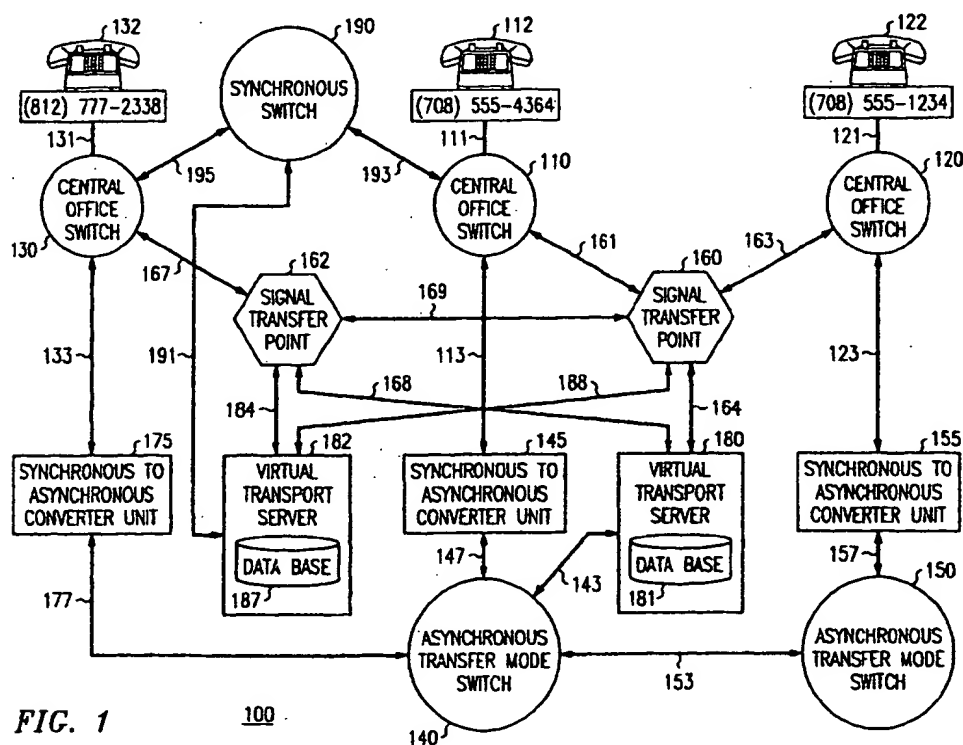 132
190
112
122
(812) 777-2338
SYNCHRONOUS
SWITCH
(708) 555-4364
(708) 555-1234
131
195
193
111
110
121
120
CENTRAL
OFFICE
SWITCH
CENTRAL
OFFICE
SWITCH
CENTRAL
OFFICE
SWITCH
130
167
162
161
160
163
SIGNAL
TRANSFER
POINT
169
SIGNAL
TRANSFER
POINT
133
191
113
123
184
168
188
164
175
182
145
180
155
SYNCHRONOUS TO
ASYNCHRONOUS
CONVERTER UNIT
VIRTUAL
TRANSPORT
SERVER
DATA BASE
187
SYNCHRONOUS TO
ASYNCHRONOUS
CONVERTER UNIT
VIRTUAL
TRANSPORT
SERVER
DATA BASE
181
SYNCHRONOUS TO
ASYNCHRONOUS
CONVERTER UNIT
177
147
143
157
150
ASYNCHRONOUS
TRANSFER MODE
SWITCH
153
ASYNCHRONOUS
TRANSFER MODE
SWITCH
140
FIG. 1
100